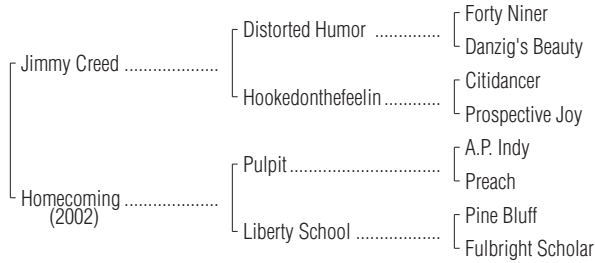 Forty Niner
Distorted Humor ..............
Danzig's Beauty
Jimmy Creed ....................
Citidancer
Hookedonthefeelin ............
Prospective Joy
A.P. Indy
Pulpit ................................
Preach
Homecoming ....................
(2002)
Pine Bluff
Liberty School ..................
Fulbright Scholar